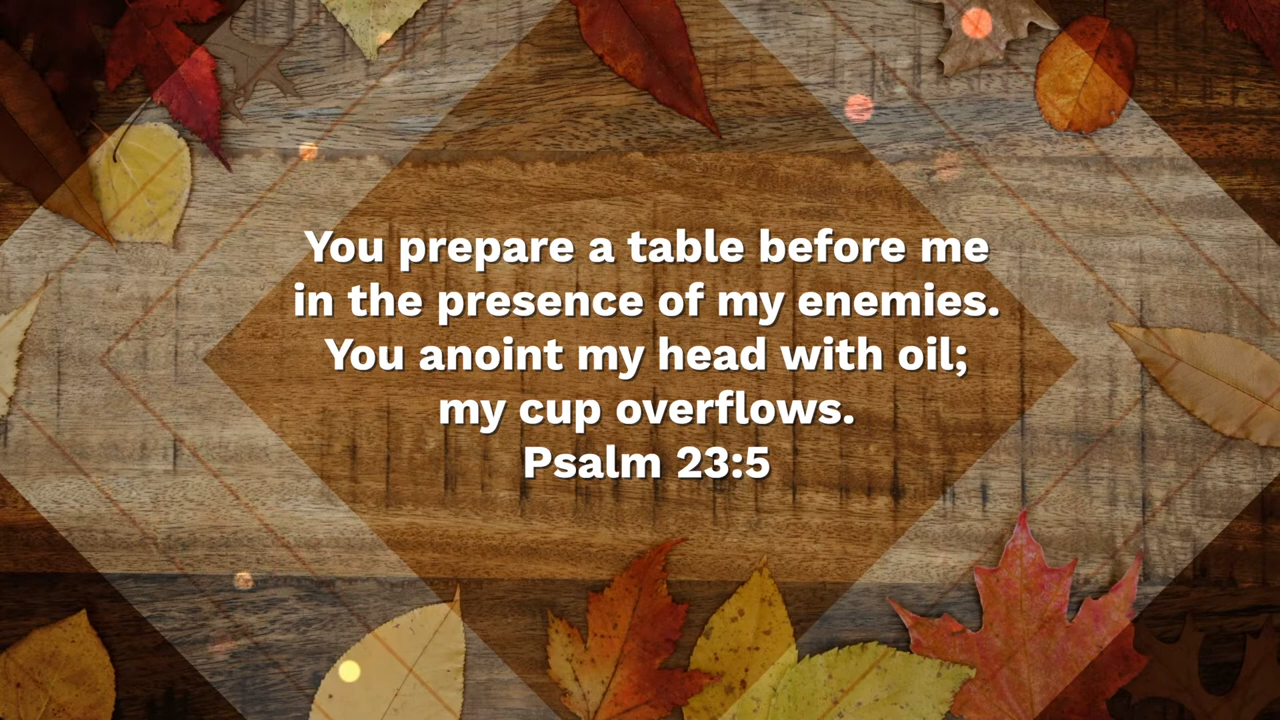 You prepare a table before me
in the presence of my enemies.
You anoint my head with oil;
my cup overflows.
Psalm 23:5